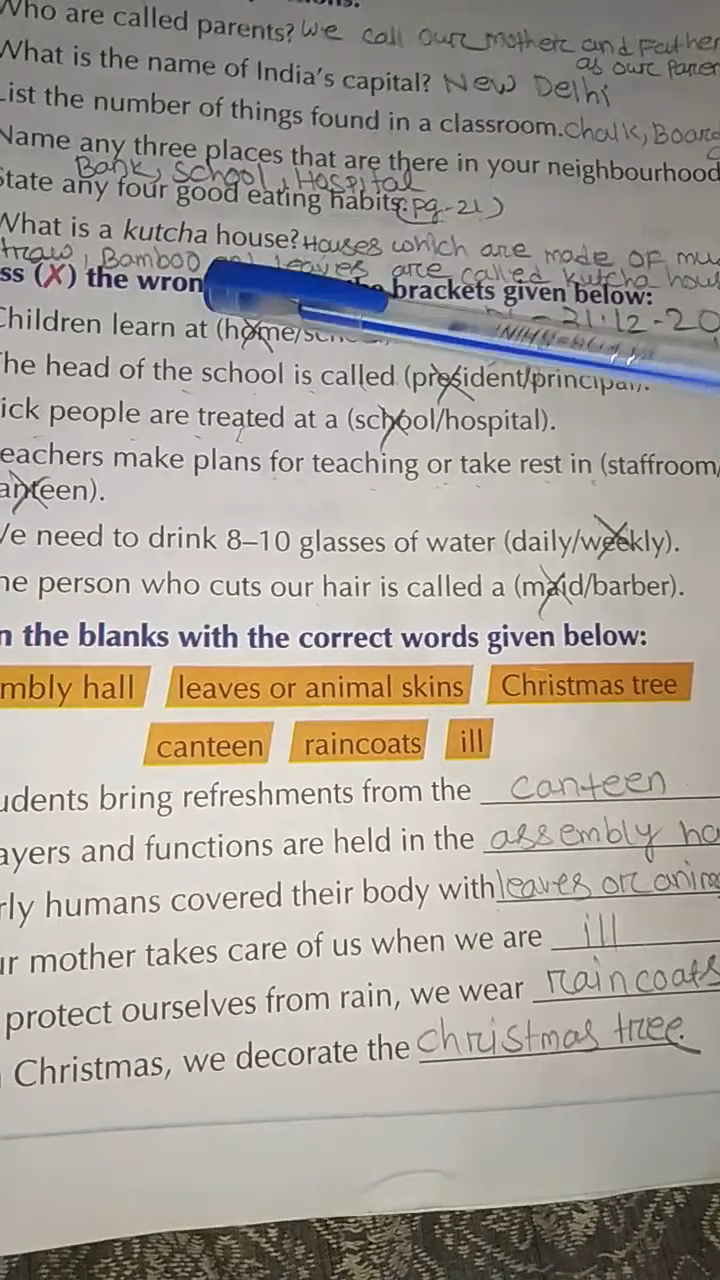 Who are called parents? We call our mother and Father
as our Paren
What is the name of India's capital? New Delhi
List the number of things found in a classroom. Chalk, Board
Name any three places that are there in your neighbourhood
Bank, School, Hospital
State any four good eating habits. (pg-21)
What is a kutcha house? Houses which are made of mu
traw, Bamboo leaves are called kutcha hous
ss (X) the wron brackets given below:
21.12.20
Children learn at (home/
The head of the school is called (president/principal).
ick people are treated at a (school/hospital).
eachers make plans for teaching or take rest in (staffroom/
anteen).
We need to drink 8–10 glasses of water (daily/weekly).
he person who cuts our hair is called a (maid/barber).
n the blanks with the correct words given below:
mbly hall leaves or animal skins Christmas tree
canteen raincoats ill
udents bring refreshments from the canteen
ayers and functions are held in the assembly ha
rly humans covered their body with leaves or anima
ur mother takes care of us when we are ill
protect ourselves from rain, we wear raincoats
Christmas, we decorate the christmas tree.